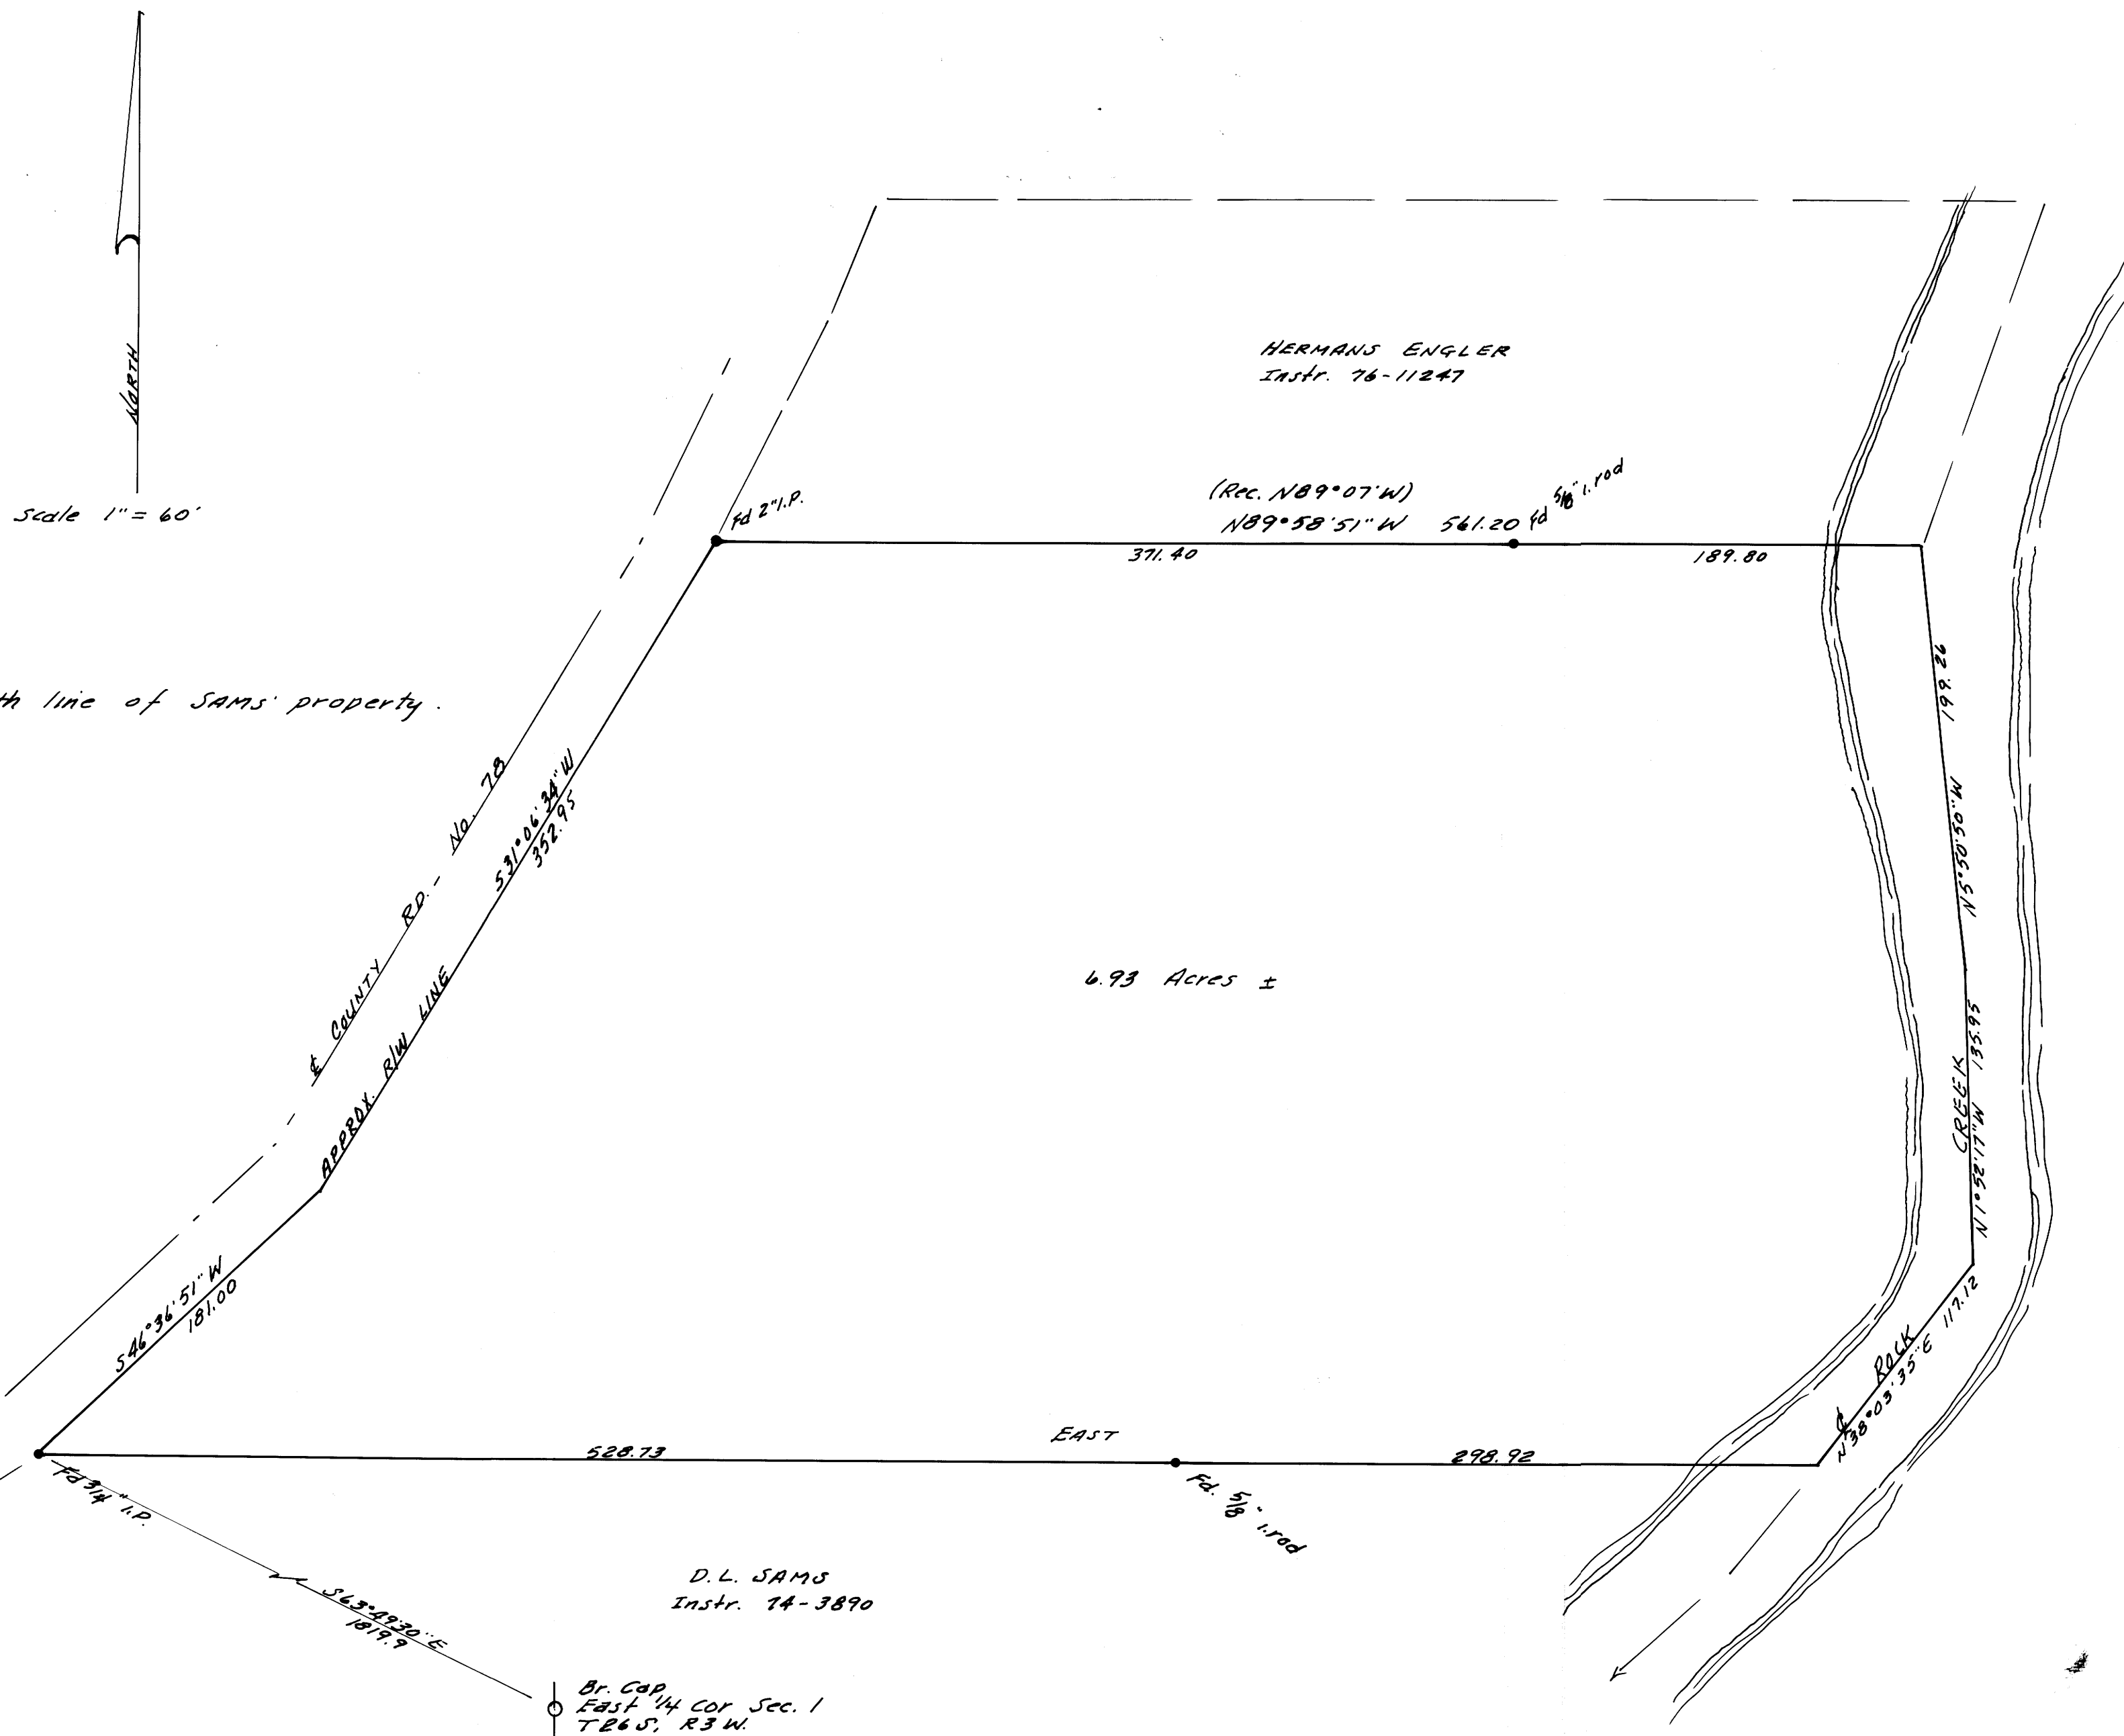 NORTH
Scale 1" = 60'
HERMANS ENGLER
Instr. 76-11247
(Rec. N89°07'W)
N89°58'51"W 561.20
Fd 5/8" i. rod
Fd 2" I.P.
371.40
189.80
th line of SAMS' property.
199.26
N5°50'50"W
℄ COUNTY RD. - No. 78
S31°06'34"W
352.95
APPROX. R/W LINE
6.93 Acres ±
CREEK
N1°52'17"W 135.95
S46°36'51"W
181.00
℄ ROCK
N38°03'35"E 117.12
528.73
EAST
298.92
Fd 3/4" I.P.
Fd. 5/8" i. rod
D.L. SAMS
Instr. 74-3890
S63°49'30"E
1819.9
Br. Cap
East 1/4 Cor Sec. 1
T26S, R3W.